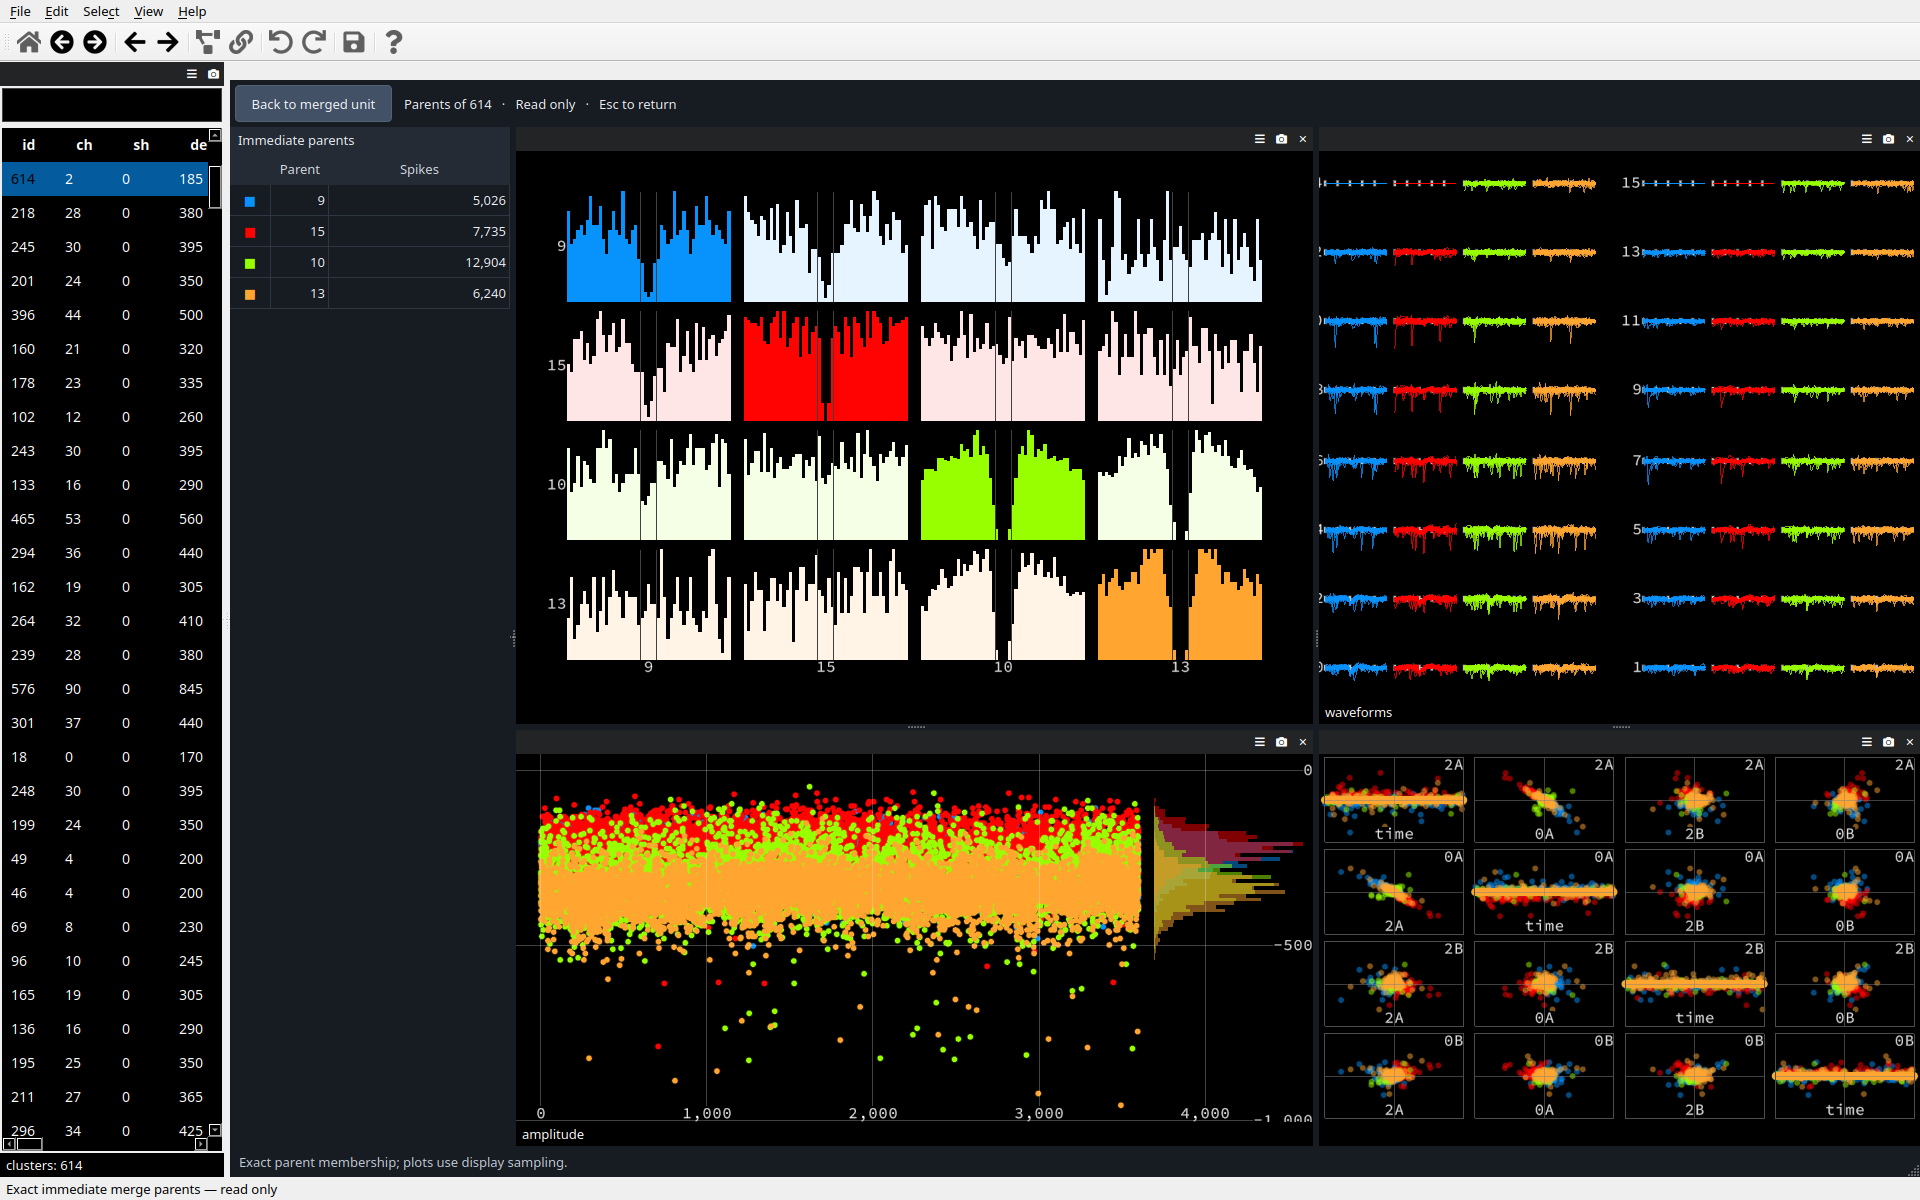 File Edit Select View Help
Back to merged unit Parents of 614 · Read only · Esc to return
id ch sh de
614 2 0 185
218 28 0 380
245 30 0 395
201 24 0 350
396 44 0 500
160 21 0 320
178 23 0 335
102 12 0 260
243 30 0 395
133 16 0 290
465 53 0 560
294 36 0 440
162 19 0 305
264 32 0 410
239 28 0 380
576 90 0 845
301 37 0 440
18 0 0 170
248 30 0 395
199 24 0 350
49 4 0 200
46 4 0 200
69 8 0 230
96 10 0 245
165 19 0 305
136 16 0 290
195 25 0 350
211 27 0 365
296 34 0 425
clusters: 614
Immediate parents
Parent Spikes
9 5,026
15 7,735
10 12,904
13 6,240
9
15
10
13
9 15 10 13
15
13
11
9
7
5
3
1
waveforms
0
-500
0 1,000 2,000 3,000 4,000
amplitude
2A 2A 2A 2A
time 0A 2B 0B
0A 0A 0A 0A
2A time 2B 0B
2B 2B 2B 2B
2A 0A time 0B
0B 0B 0B 0B
2A 0A 2B time
Exact parent membership; plots use display sampling.
Exact immediate merge parents — read only